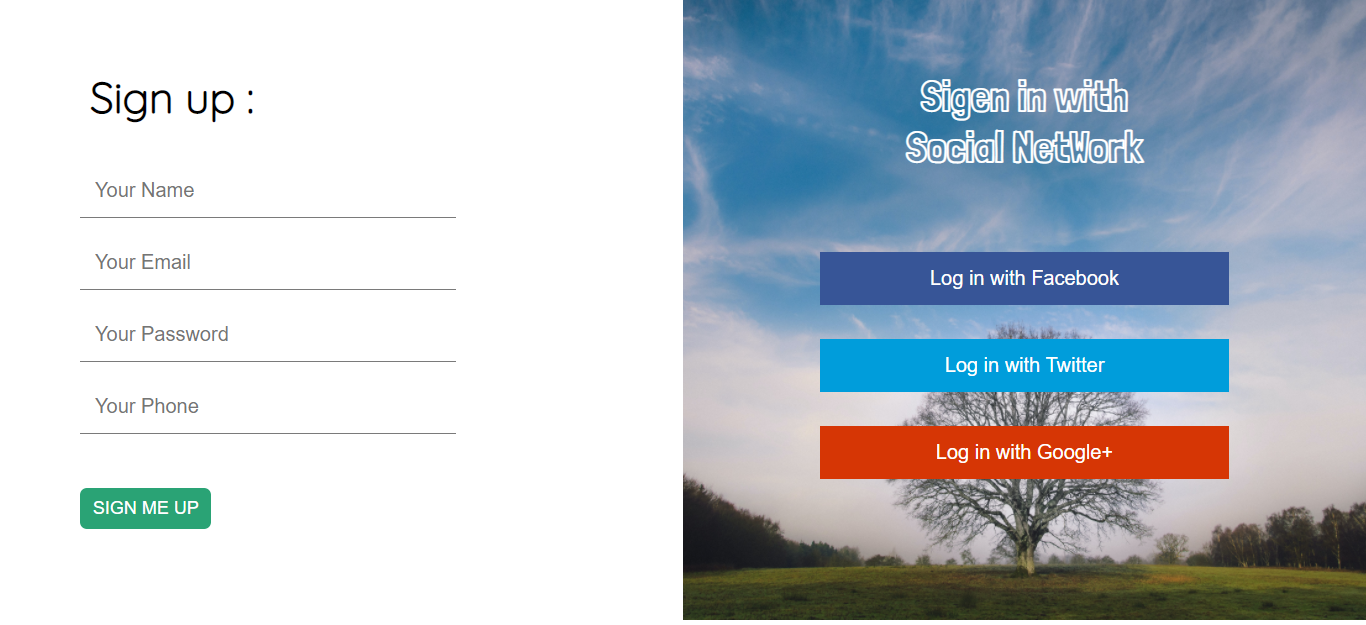 Sign up :
Your Name
Your Email
Your Password
Your Phone
SIGN ME UP
Sigen in with
Social NetWork
Log in with Facebook
Log in with Twitter
Log in with Google+